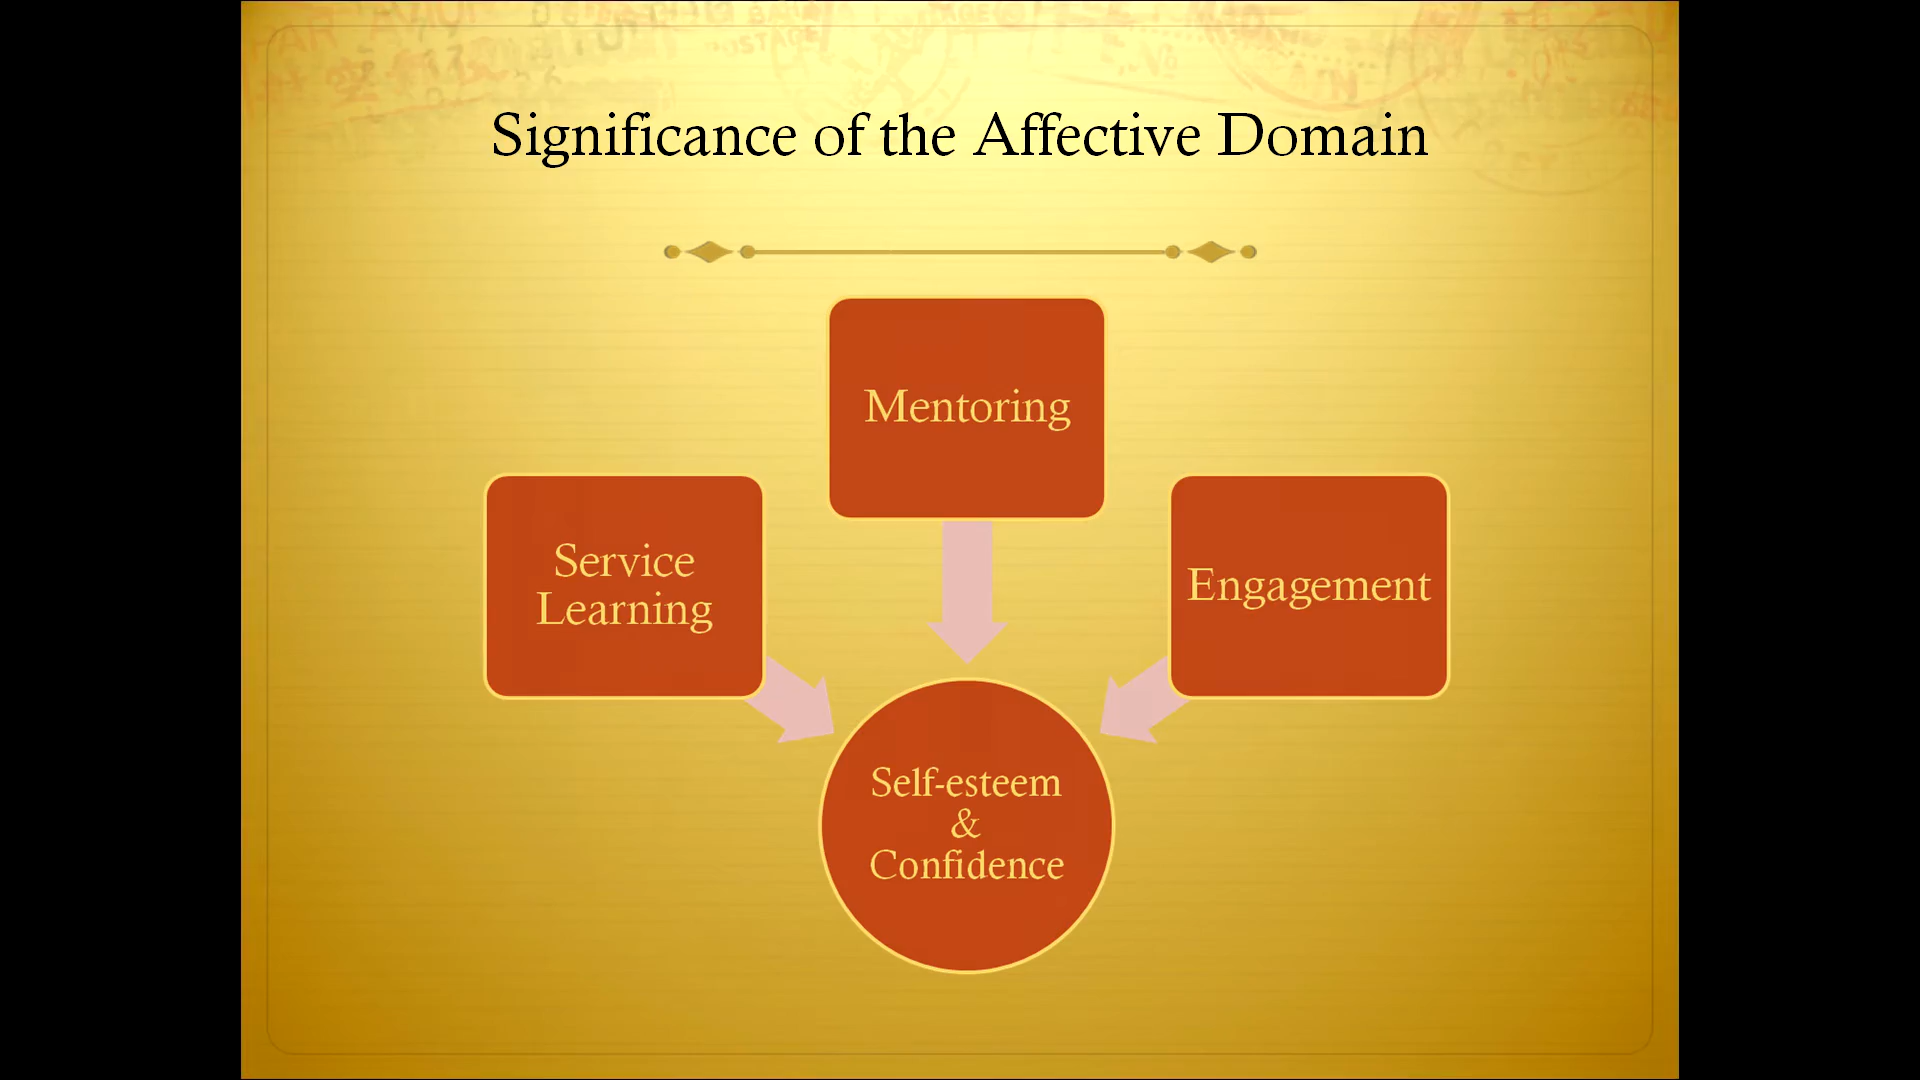 Significance of the Affective Domain
Mentoring
Service
Learning
Engagement
Self-esteem
&
Confidence